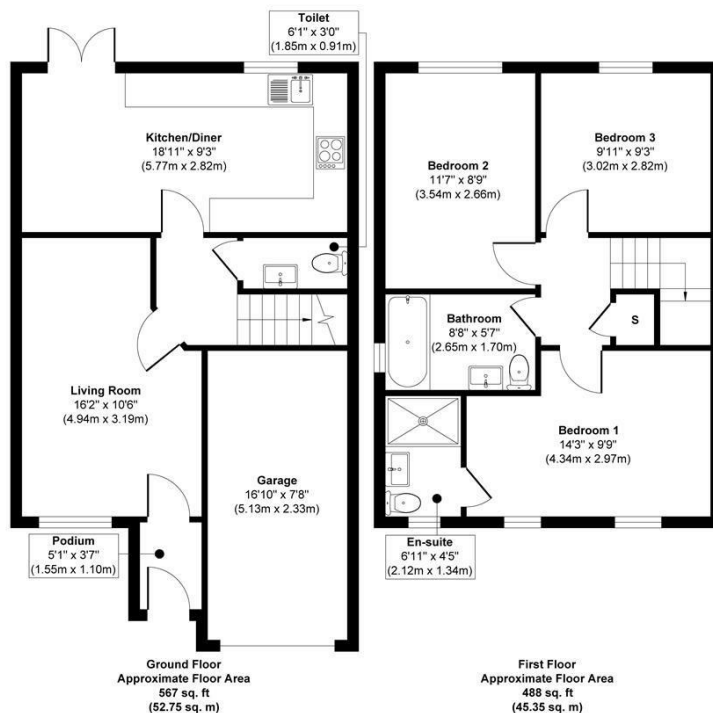 Toilet
6'1" x 3'0"
(1.85m x 0.91m)
Kitchen/Diner
18'11" x 9'3"
(5.77m x 2.82m)
Living Room
16'2" x 10'6"
(4.94m x 3.19m)
Garage
16'10" x 7'8"
(5.13m x 2.33m)
Podium
5'1" x 3'7"
(1.55m x 1.10m)
Ground Floor
Approximate Floor Area
567 sq. ft
(52.75 sq. m)
Bedroom 2
11'7" x 8'9"
(3.54m x 2.66m)
Bedroom 3
9'11" x 9'3"
(3.02m x 2.82m)
Bathroom
8'8" x 5'7"
(2.65m x 1.70m)
S
Bedroom 1
14'3" x 9'9"
(4.34m x 2.97m)
En-suite
6'11" x 4'5"
(2.12m x 1.34m)
First Floor
Approximate Floor Area
488 sq. ft
(45.35 sq. m)